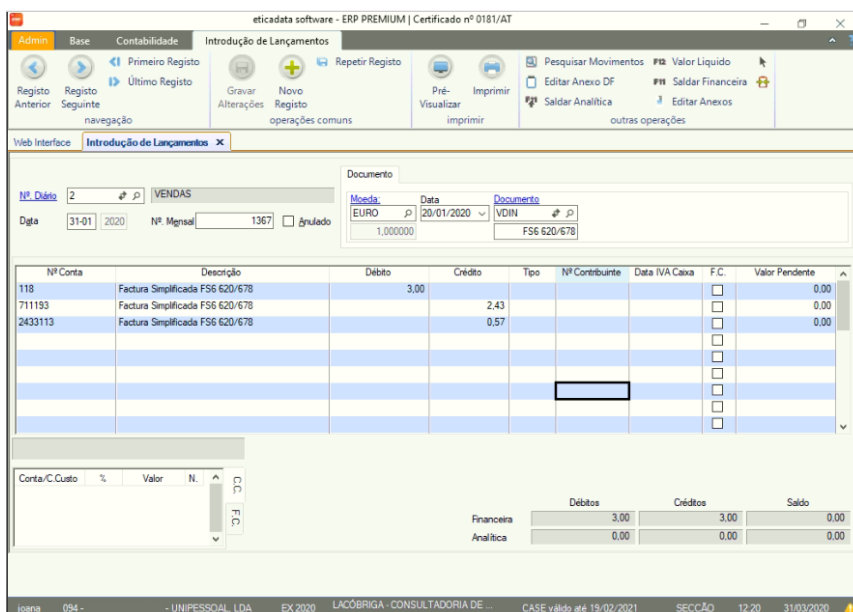 eticadata software - ERP PREMIUM | Certificado nº 0181/AT
Admin Base Contabilidade Introdução de Lançamentos
Registo Anterior
Registo Seguinte
Primeiro Registo
Último Registo
navegação
Gravar Alterações
Novo Registo
Repetir Registo
operações comuns
Pré-Visualizar
Imprimir
imprimir
Pesquisar Movimentos F12 Valor Liquido
Editar Anexo DF F11 Saldar Financeira
Saldar Analítica Editar Anexos
outras operações
Web Interface Introdução de Lançamentos X
Documento
Nº. Diário 2 VENDAS
Moeda: Data Documento
EURO 20/01/2020 VDIN
Data 31-01 2020 Nº. Mensal 1367 Anulado
1,000000 FS6 620/678
Nº Conta Descrição Débito Crédito Tipo Nº Contribuinte Data IVA Caixa F.C. Valor Pendente
118 Factura Simplificada FS6 620/678 3,00 0,00
711193 Factura Simplificada FS6 620/678 2,43 0,00
2433113 Factura Simplificada FS6 620/678 0,57 0,00
Conta/C.Custo % Valor N.
C.C.
F.C.
Débitos Créditos Saldo
Financeira 3,00 3,00 0,00
Analítica 0,00 0,00 0,00
joana 094 - - UNIPESSOAL, LDA EX 2020 LACÓBRIGA - CONSULTADORIA DE ... CASE válido até 19/02/2021 SECCÃO 12:20 31/03/2020